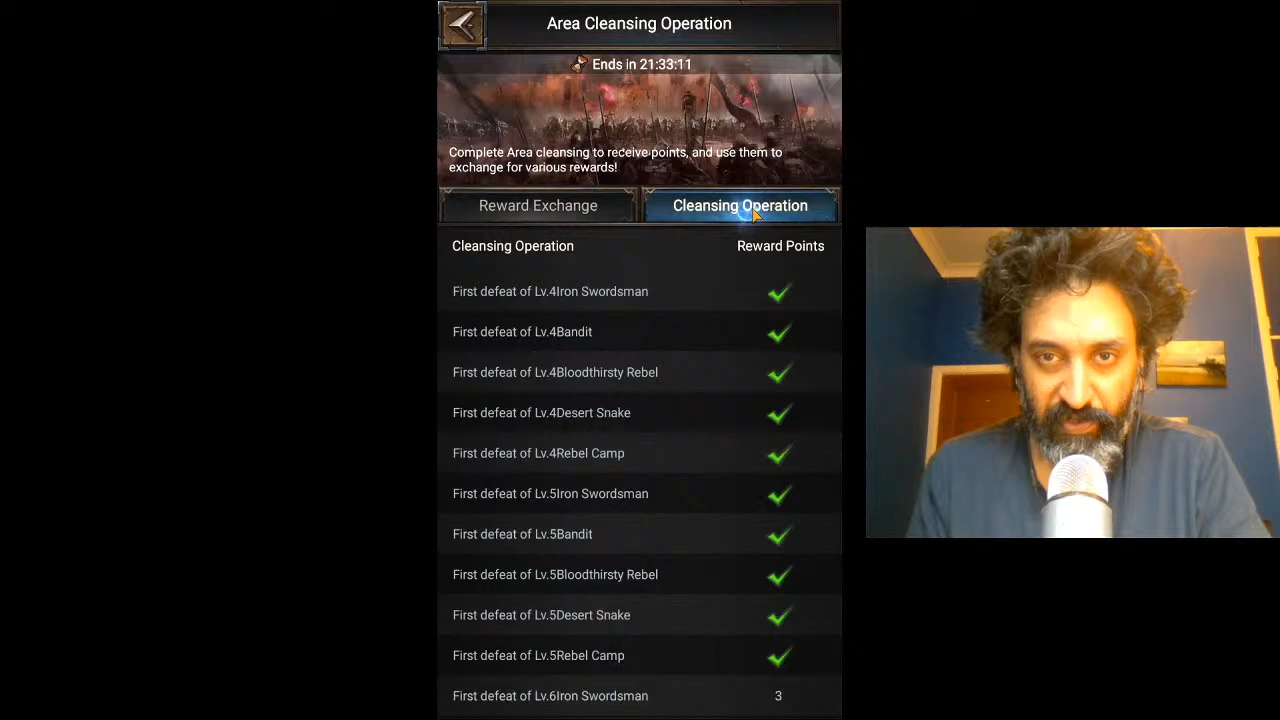 Area Cleansing Operation
Ends in 21:33:11
Complete Area cleansing to receive points, and use them to
exchange for various rewards!
Reward Exchange
Cleansing Operation
Cleansing Operation Reward Points
First defeat of Lv.4Iron Swordsman
First defeat of Lv.4Bandit
First defeat of Lv.4Bloodthirsty Rebel
First defeat of Lv.4Desert Snake
First defeat of Lv.4Rebel Camp
First defeat of Lv.5Iron Swordsman
First defeat of Lv.5Bandit
First defeat of Lv.5Bloodthirsty Rebel
First defeat of Lv.5Desert Snake
First defeat of Lv.5Rebel Camp
First defeat of Lv.6Iron Swordsman 3